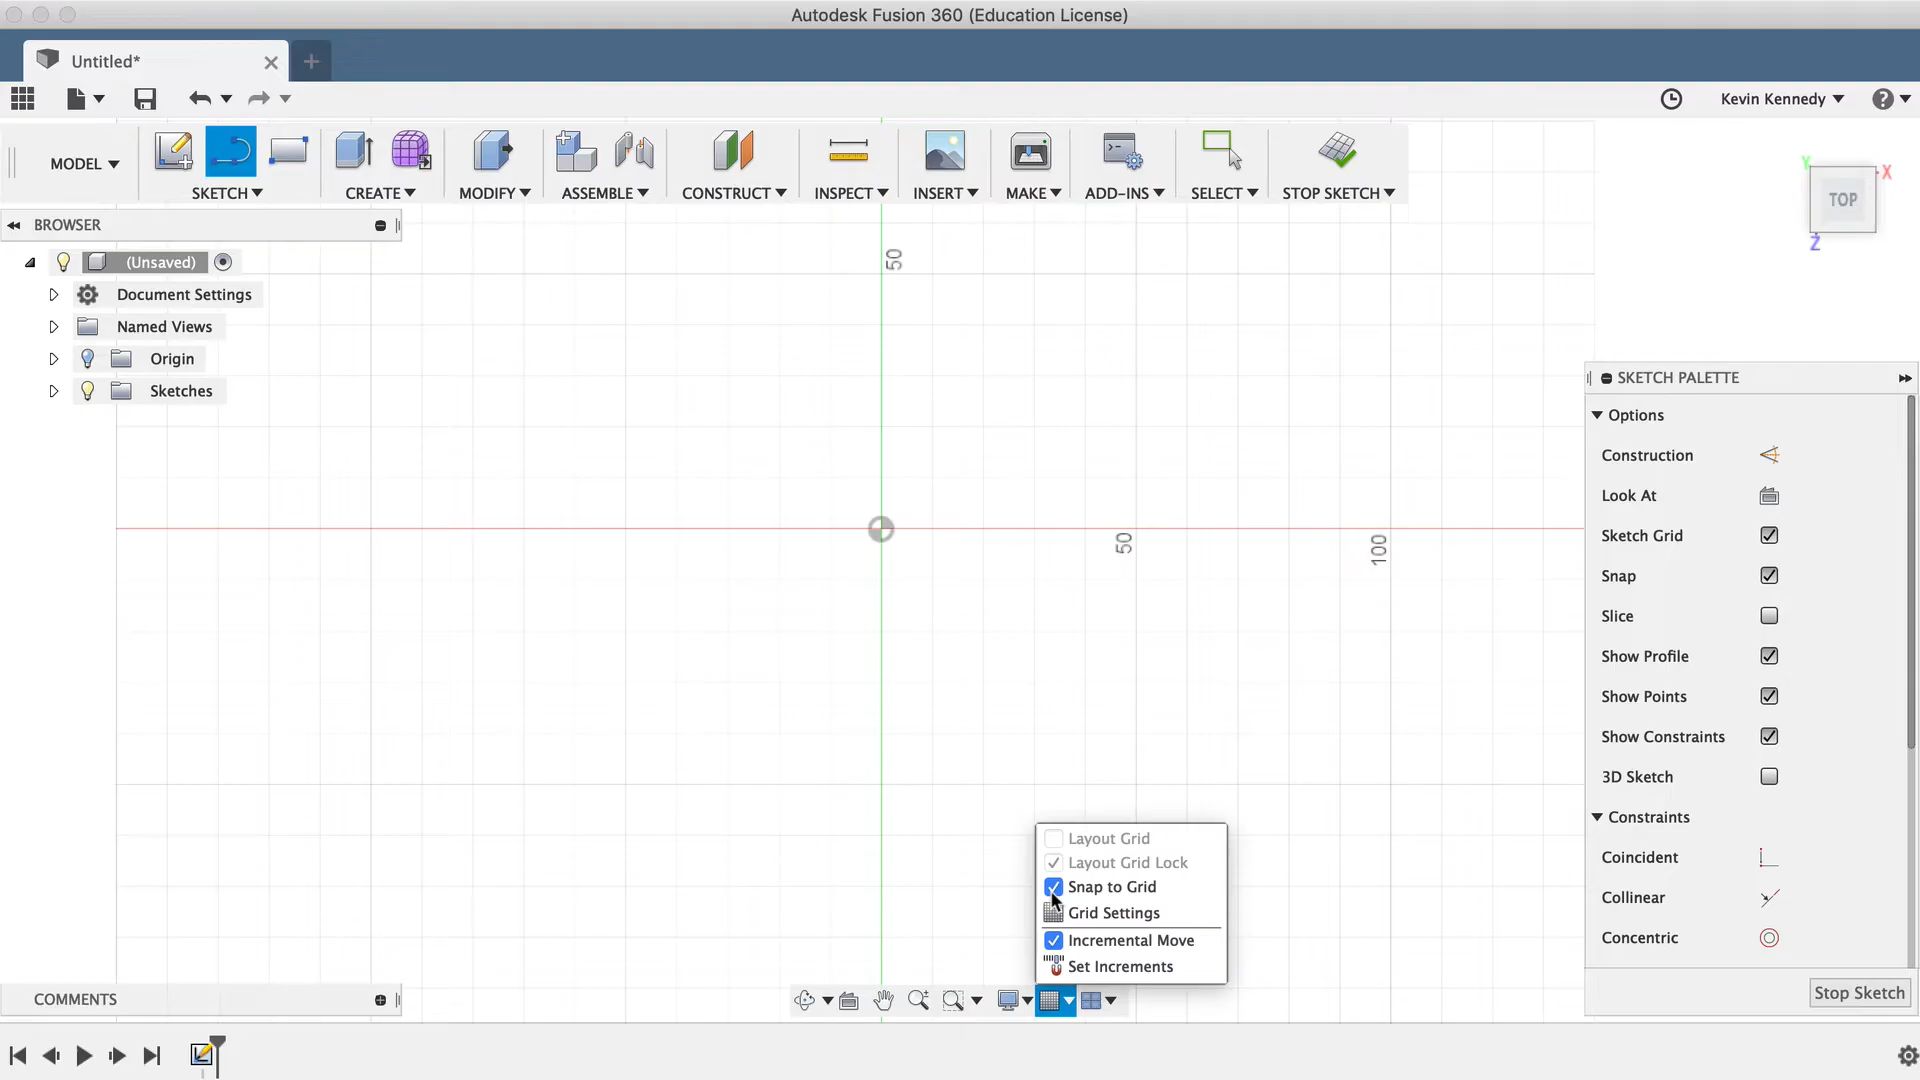 Autodesk Fusion 360 (Education License)
Untitled*
Kevin Kennedy
MODEL
SKETCH
CREATE
MODIFY
ASSEMBLE
CONSTRUCT
INSPECT
INSERT
MAKE
ADD-INS
SELECT
STOP SKETCH
Y
X
TOP
Z
BROWSER
(Unsaved)
Document Settings
Named Views
Origin
Sketches
50
50
100
SKETCH PALETTE
Options
Construction
Look At
Sketch Grid
Snap
Slice
Show Profile
Show Points
Show Constraints
3D Sketch
Constraints
Coincident
Collinear
Concentric
Stop Sketch
Layout Grid
Layout Grid Lock
Snap to Grid
Grid Settings
Incremental Move
Set Increments
COMMENTS